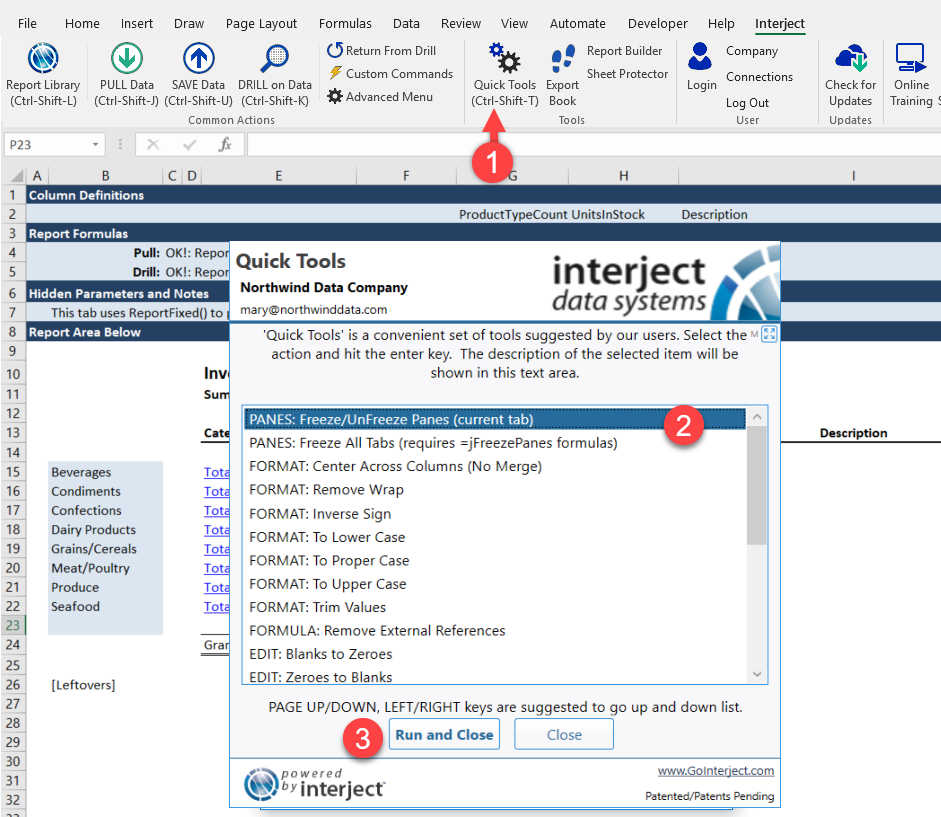 File Home Insert Draw Page Layout Formulas Data Review View Automate Developer Help Interject
Report Library
(Ctrl-Shift-L)
PULL Data
(Ctrl-Shift-J)
SAVE Data
(Ctrl-Shift-U)
DRILL on Data
(Ctrl-Shift-K)
Return From Drill
Custom Commands
Advanced Menu
Common Actions
Quick Tools
(Ctrl-Shift-T)
Export
Book
Report Builder
Sheet Protector
Tools
Login
Company
Connections
Log Out
User
Check for
Updates
Updates
Online
Training
1
P23
fx
A B C D E F G H I
1 Column Definitions
2 ProductTypeCount UnitsInStock Description
3 Report Formulas
4 Pull: OK!: Repor
5 Drill: OK!: Repor
6 Hidden Parameters and Notes
7 This tab uses ReportFixed() to
8 Report Area Below
9
10 Inv
11 Sum
12
13 Cate Description
14
15 Beverages Tota
16 Condiments Tota
17 Confections Tota
18 Dairy Products Tota
19 Grains/Cereals Tota
20 Meat/Poultry Tota
21 Produce Tota
22 Seafood Tota
23
24 Gran
25
26 [Leftovers]
27
28
29
30
31
32
Quick Tools
Northwind Data Company
mary@northwinddata.com
interject
data systems
'Quick Tools' is a convenient set of tools suggested by our users. Select the M
action and hit the enter key. The description of the selected item will be
shown in this text area.
PANES: Freeze/UnFreeze Panes (current tab)
2
PANES: Freeze All Tabs (requires =jFreezePanes formulas)
FORMAT: Center Across Columns (No Merge)
FORMAT: Remove Wrap
FORMAT: Inverse Sign
FORMAT: To Lower Case
FORMAT: To Proper Case
FORMAT: To Upper Case
FORMAT: Trim Values
FORMULA: Remove External References
EDIT: Blanks to Zeroes
EDIT: Zeroes to Blanks
PAGE UP/DOWN, LEFT/RIGHT keys are suggested to go up and down list.
3
Run and Close
Close
powered
by interject
www.GoInterject.com
Patented/Patents Pending